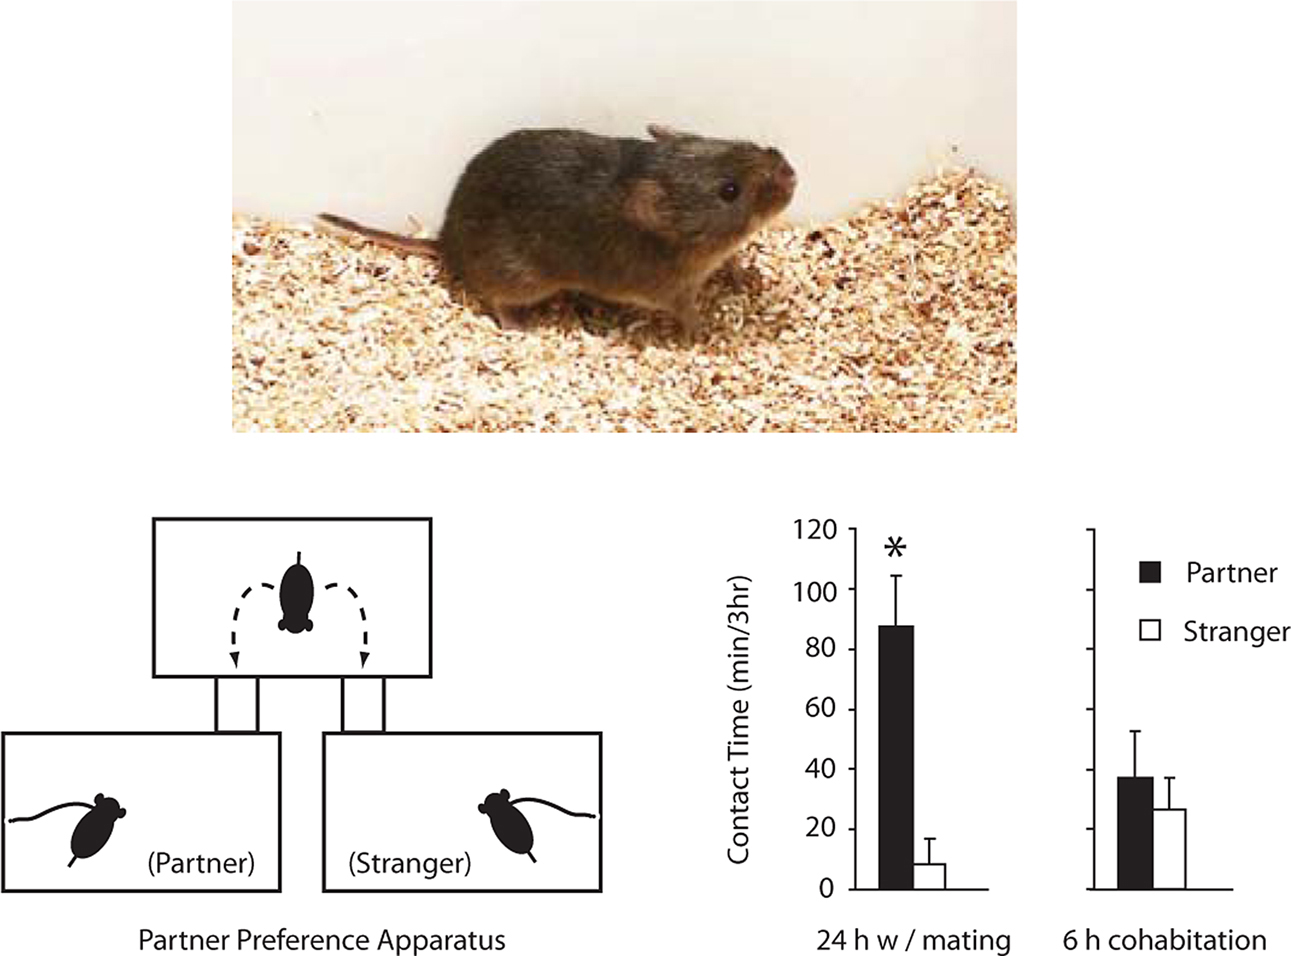 (Partner)
(Stranger)
Partner Preference Apparatus
Contact Time (min/3hr)
120
100
80
60
40
20
0
*
24 h w / mating
6 h cohabitation
Partner
Stranger